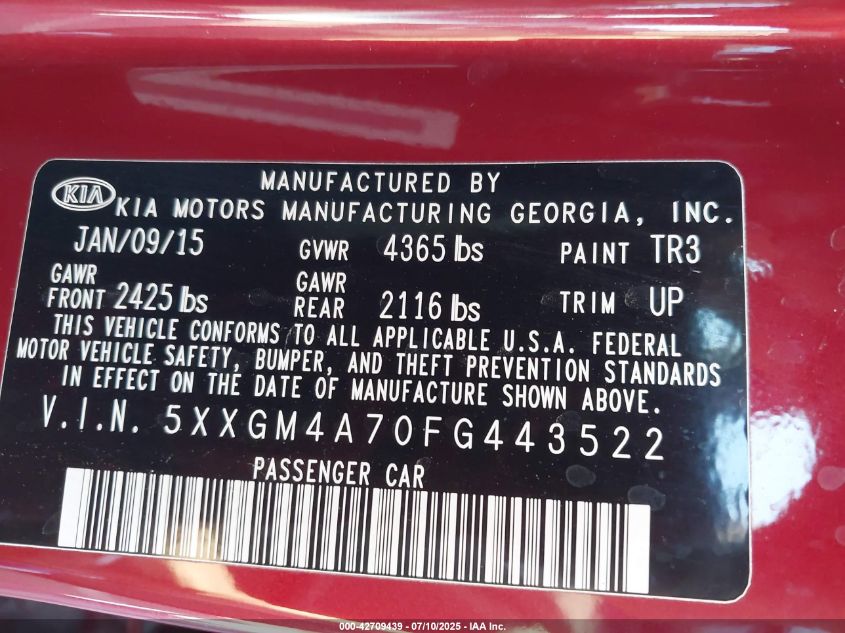 MANUFACTURED BY
KIA
KIA MOTORS MANUFACTURING GEORGIA, INC.
JAN/09/15 GVWR 4365 lbs PAINT TR3
GAWR FRONT 2425 lbs GAWR REAR 2116 lbs TRIM UP
THIS VEHICLE CONFORMS TO ALL APPLICABLE U.S.A. FEDERAL
MOTOR VEHICLE SAFETY, BUMPER, AND THEFT PREVENTION STANDARDS
IN EFFECT ON THE DATE OF MANUFACTURE SHOWN ABOVE.
V.I.N. 5XXGM4A70FG443522
PASSENGER CAR
000-42709439 - 07/10/2025 - IAA Inc.